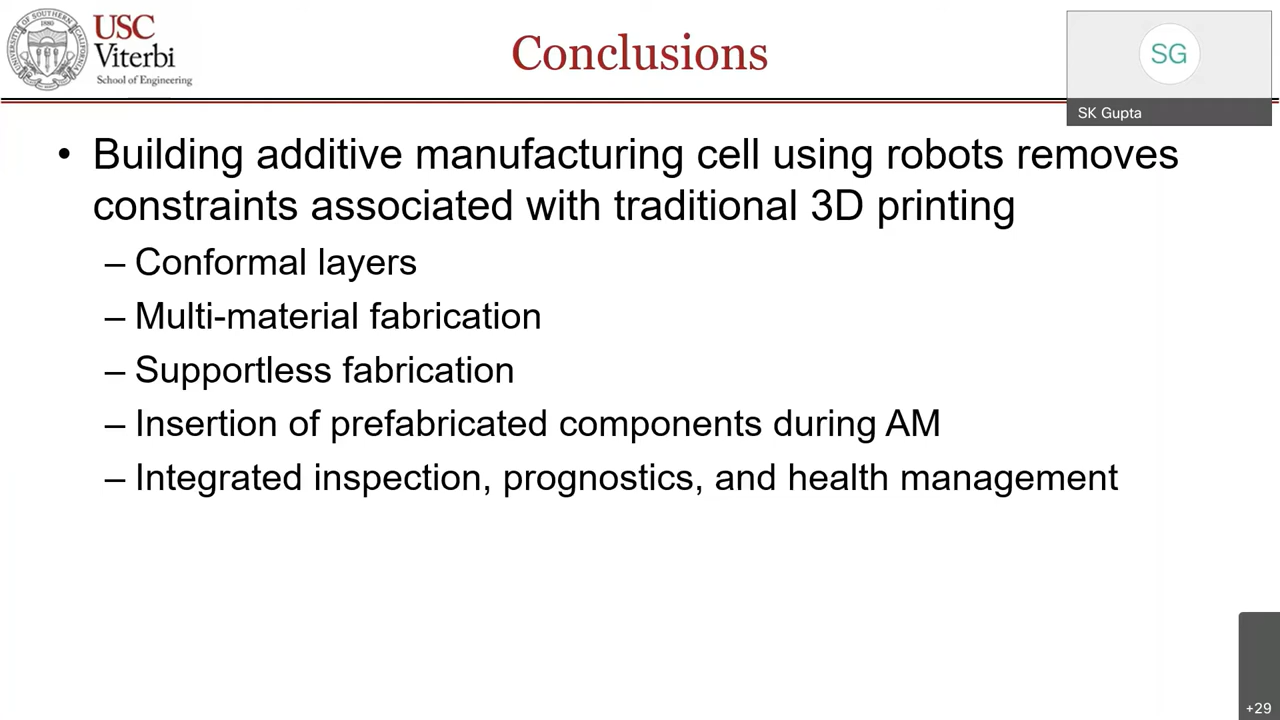 USC
Viterbi
School of Engineering
Conclusions
SG
SK Gupta
• Building additive manufacturing cell using robots removes
constraints associated with traditional 3D printing
– Conformal layers
– Multi-material fabrication
– Supportless fabrication
– Insertion of prefabricated components during AM
– Integrated inspection, prognostics, and health management
+29